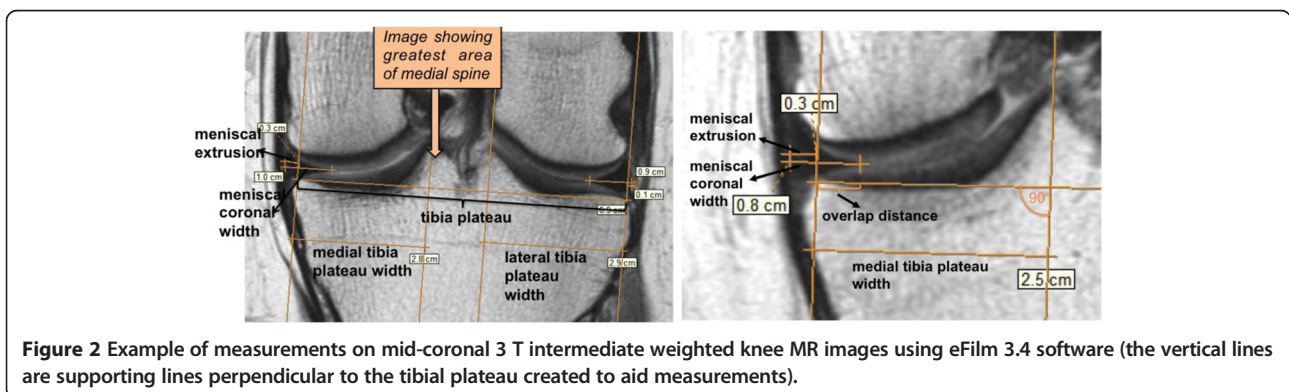 Image showing
greatest area
of medial spine
0.3 cm
meniscal
extrusion
1.0 cm
meniscal
coronal
width
tibia plateau
0.9 cm
0.1 cm
0.9 cm
medial tibia
plateau width
2.8 cm
lateral tibia
plateau
width
2.9 cm
0.3 cm
meniscal
extrusion
meniscal
coronal
width
0.8 cm
overlap distance
90°
medial tibia
plateau width
2.5 cm
Figure 2 Example of measurements on mid-coronal 3 T intermediate weighted knee MR images using eFilm 3.4 software (the vertical lines
are supporting lines perpendicular to the tibial plateau created to aid measurements).